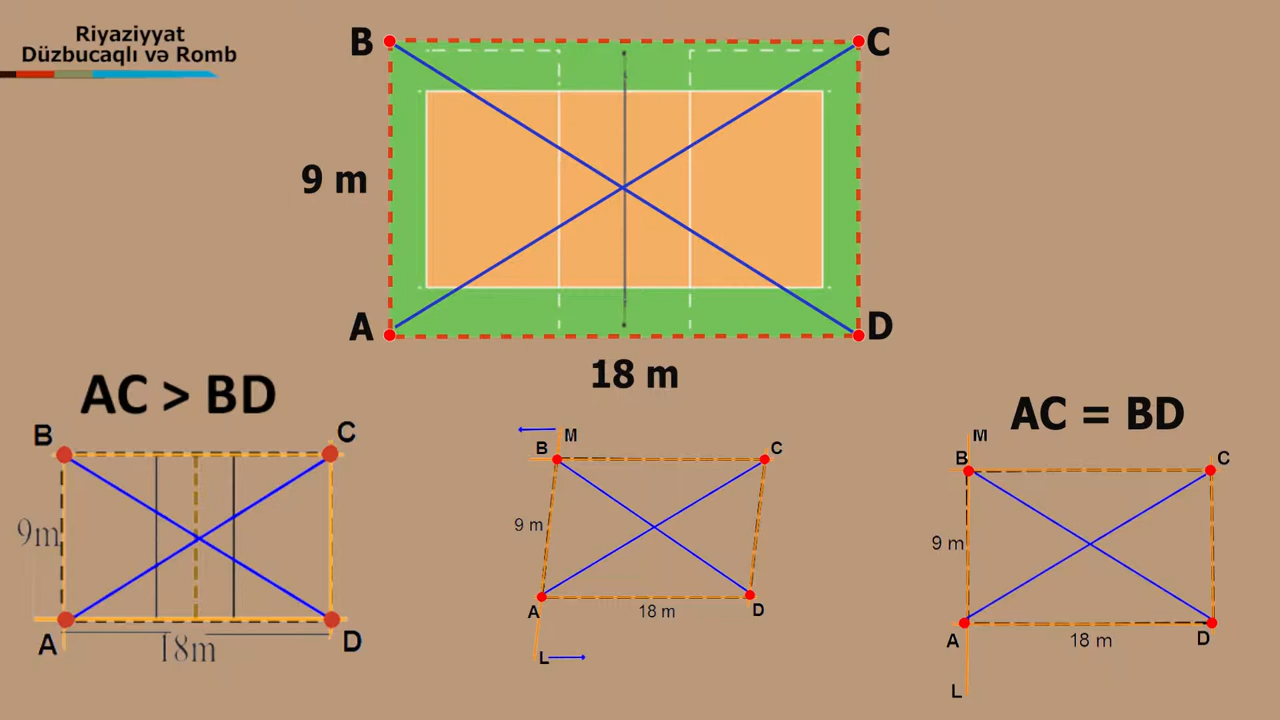 Riyaziyyat
Düzbucaqlı və Romb
B
C
9 m
A
D
18 m
AC > BD
B
C
9m
A
D
18m
M
B
C
9 m
A
D
18 m
L
AC = BD
M
B
C
9 m
A
D
18 m
L